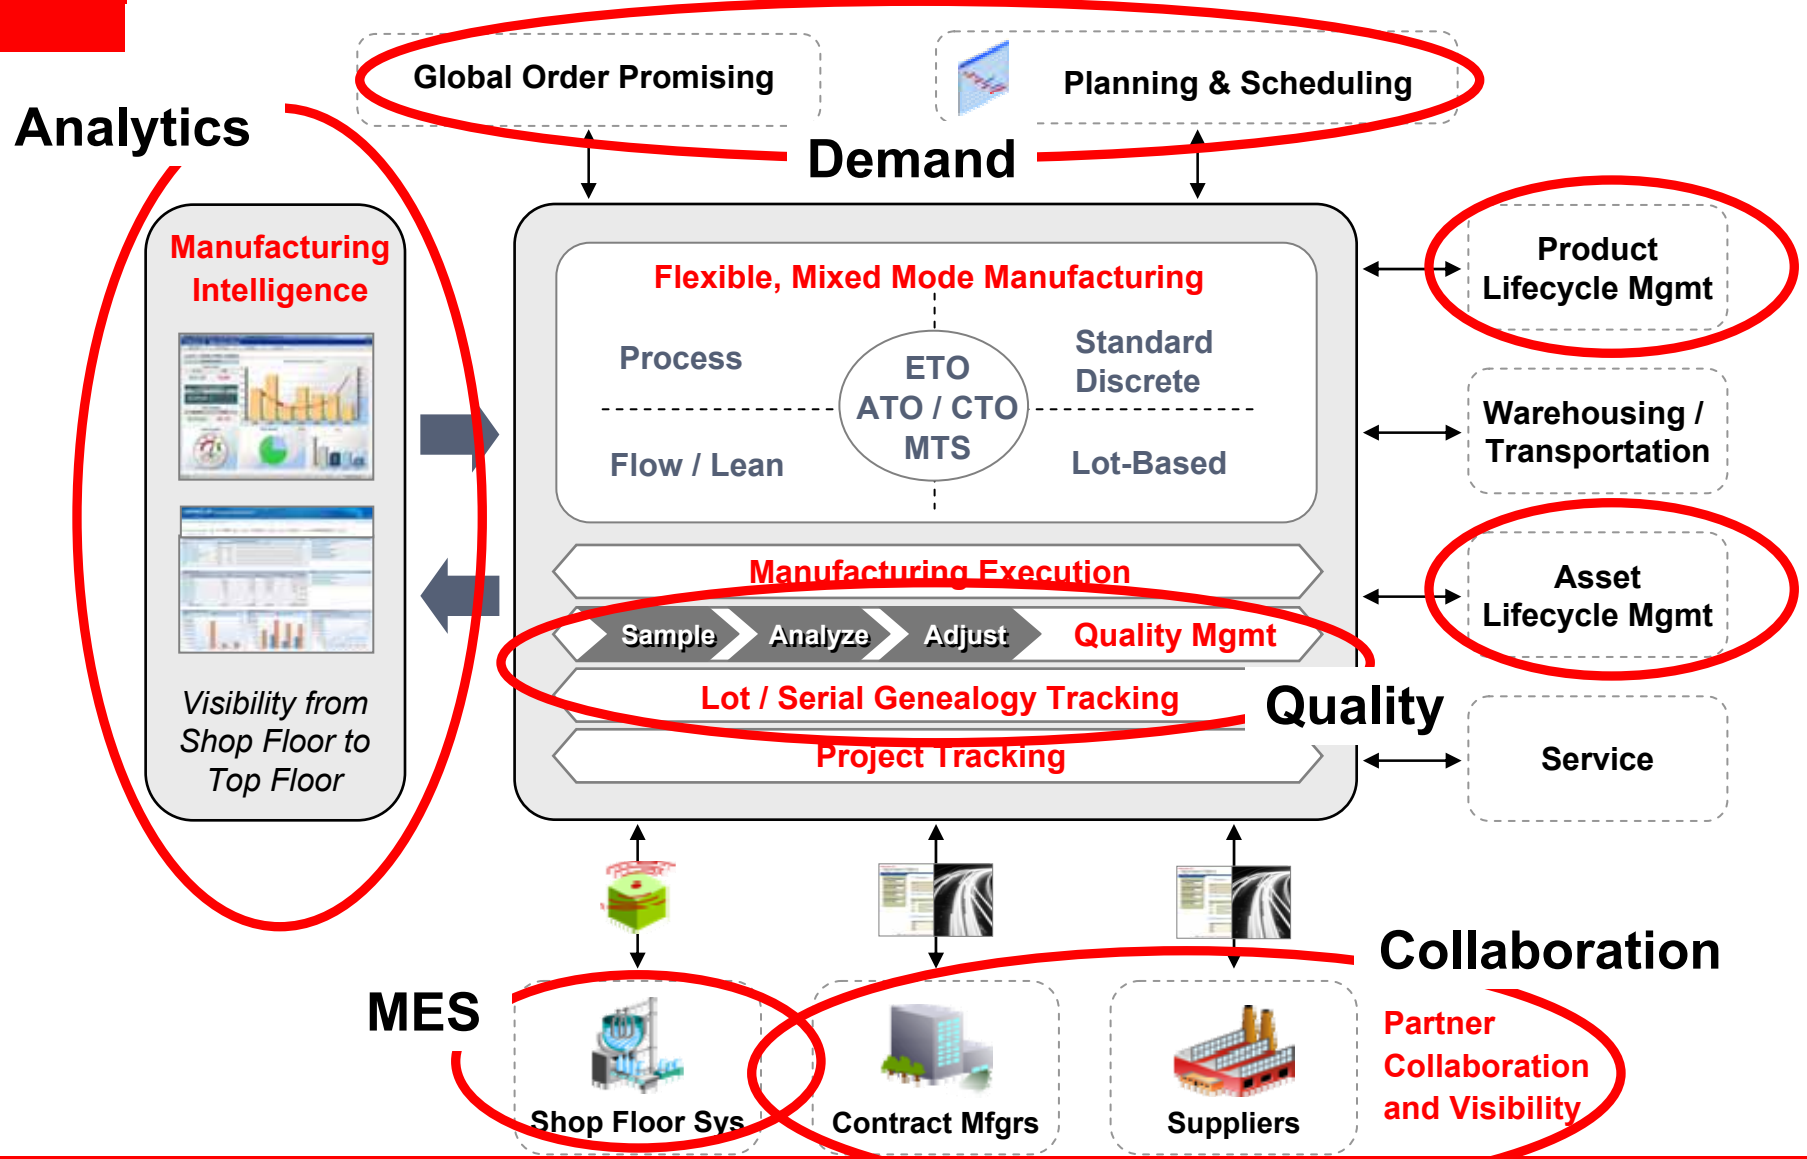 Global Order Promising
Planning & Scheduling
Analytics
Demand
Manufacturing
Intelligence
Visibility from
Shop Floor to
Top Floor
Flexible, Mixed Mode Manufacturing
Process
Standard
Discrete
ETO
ATO / CTO
MTS
Flow / Lean
Lot-Based
Manufacturing Execution
Sample
Analyze
Adjust
Quality Mgmt
Lot / Serial Genealogy Tracking
Quality
Project Tracking
Product
Lifecycle Mgmt
Warehousing /
Transportation
Asset
Lifecycle Mgmt
Service
MES
Shop Floor Sys
Contract Mfgrs
Suppliers
Collaboration
Partner
Collaboration
and Visibility